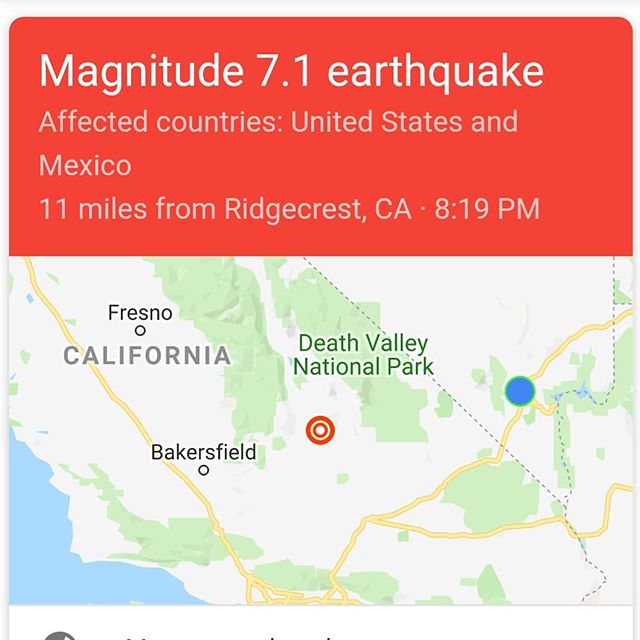 Magnitude 7.1 earthquake
Affected countries: United States and
Mexico
11 miles from Ridgecrest, CA · 8:19 PM
Fresno
CALIFORNIA
Death Valley
National Park
Bakersfield